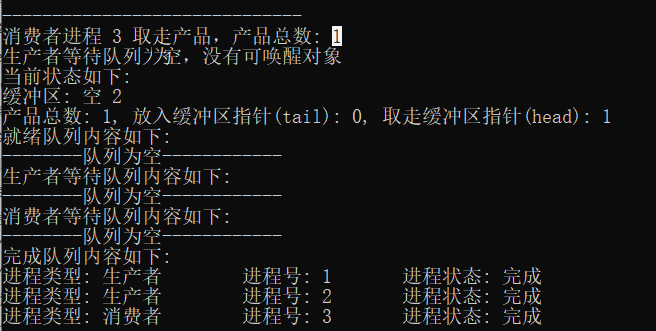 ------------------------------
消费者进程 3 取走产品，产品总数: 1
生产者等待队列为空，没有可唤醒对象
当前状态如下:
缓冲区: 空 2
产品总数: 1, 放入缓冲区指针(tail): 0, 取走缓冲区指针(head): 1
就绪队列内容如下:
--------队列为空------------
生产者等待队列内容如下:
--------队列为空------------
消费者等待队列内容如下:
--------队列为空------------
完成队列内容如下:
进程类型: 生产者 进程号: 1 进程状态: 完成
进程类型: 生产者 进程号: 2 进程状态: 完成
进程类型: 消费者 进程号: 3 进程状态: 完成